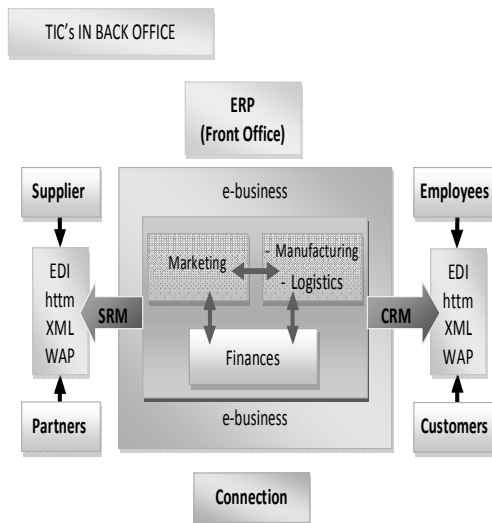 TIC's IN BACK OFFICE
ERP
(Front Office)
Supplier
e-business
Employees
Marketing
- Manufacturing
- Logistics
EDI
httm
XML
WAP
SRM
CRM
EDI
httm
XML
WAP
Finances
Partners
e-business
Customers
Connection